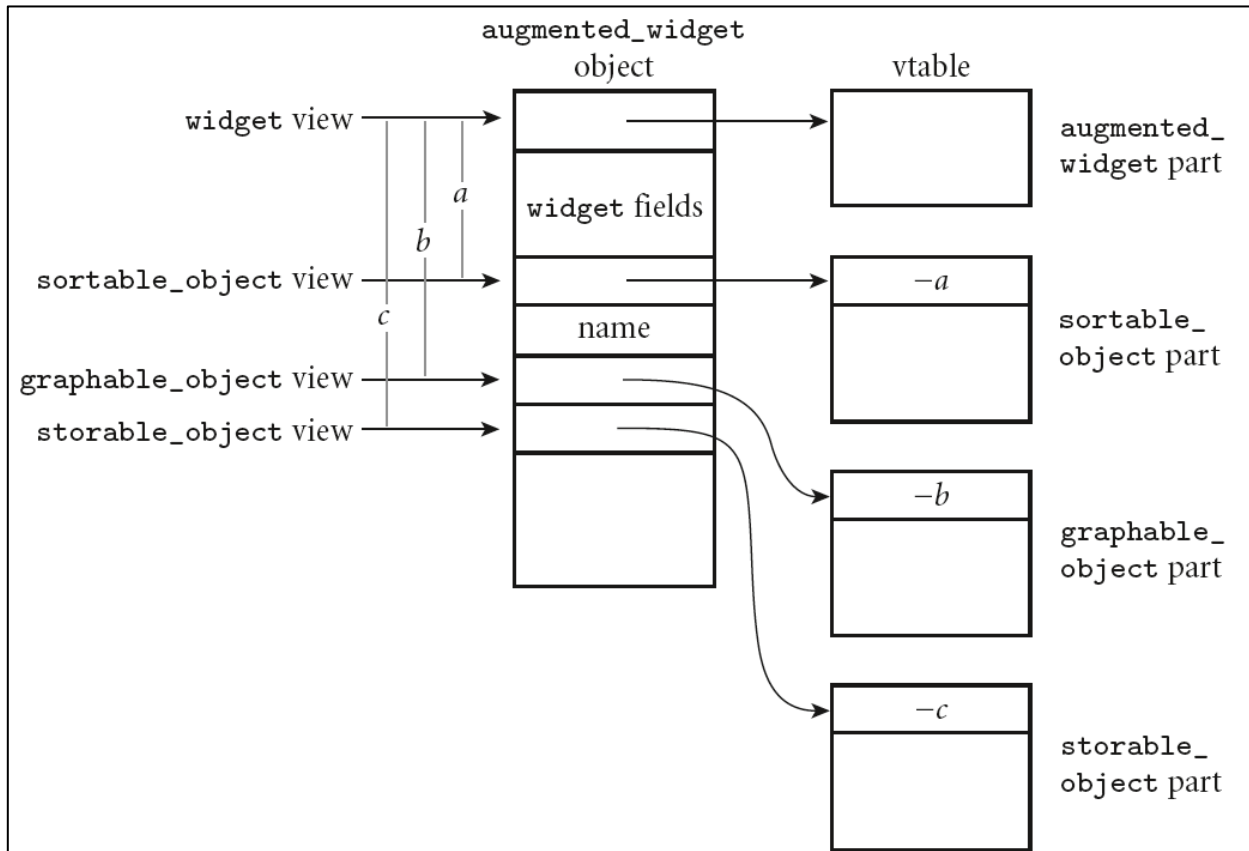 augmented_widget
object
vtable
widget view
augmented_
widget part
a
widget fields
b
sortable_object view
−a
c
name
sortable_
object part
graphable_object view
storable_object view
−b
graphable_
object part
−c
storable_
object part